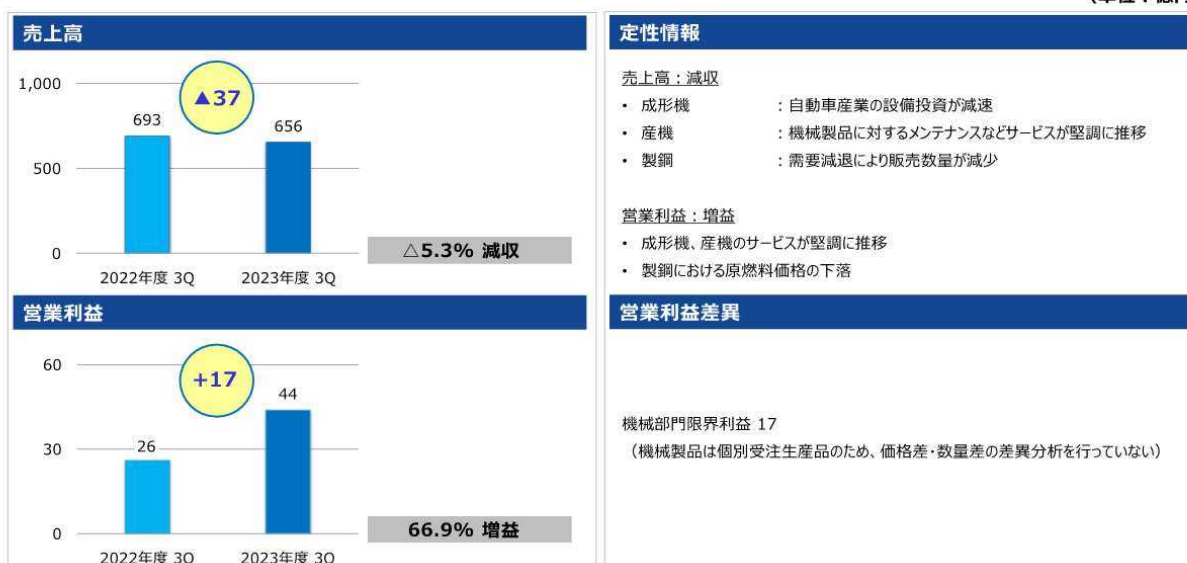 (単位：億円
売上高
1,000
▲37
693
656
500
0
△5.3% 減収
2022年度 3Q
2023年度 3Q
定性情報
売上高：減収
・ 成形機 ：自動車産業の設備投資が減速
・ 産機 ：機械製品に対するメンテナンスなどサービスが堅調に推移
・ 製鋼 ：需要減退により販売数量が減少
営業利益：増益
・ 成形機、産機のサービスが堅調に推移
・ 製鋼における原燃料価格の下落
営業利益
60
+17
44
30
26
0
66.9% 増益
2022年度 3Q
2023年度 3Q
営業利益差異
機械部門限界利益 17
（機械製品は個別受注生産品のため、価格差・数量差の差異分析を行っていない）